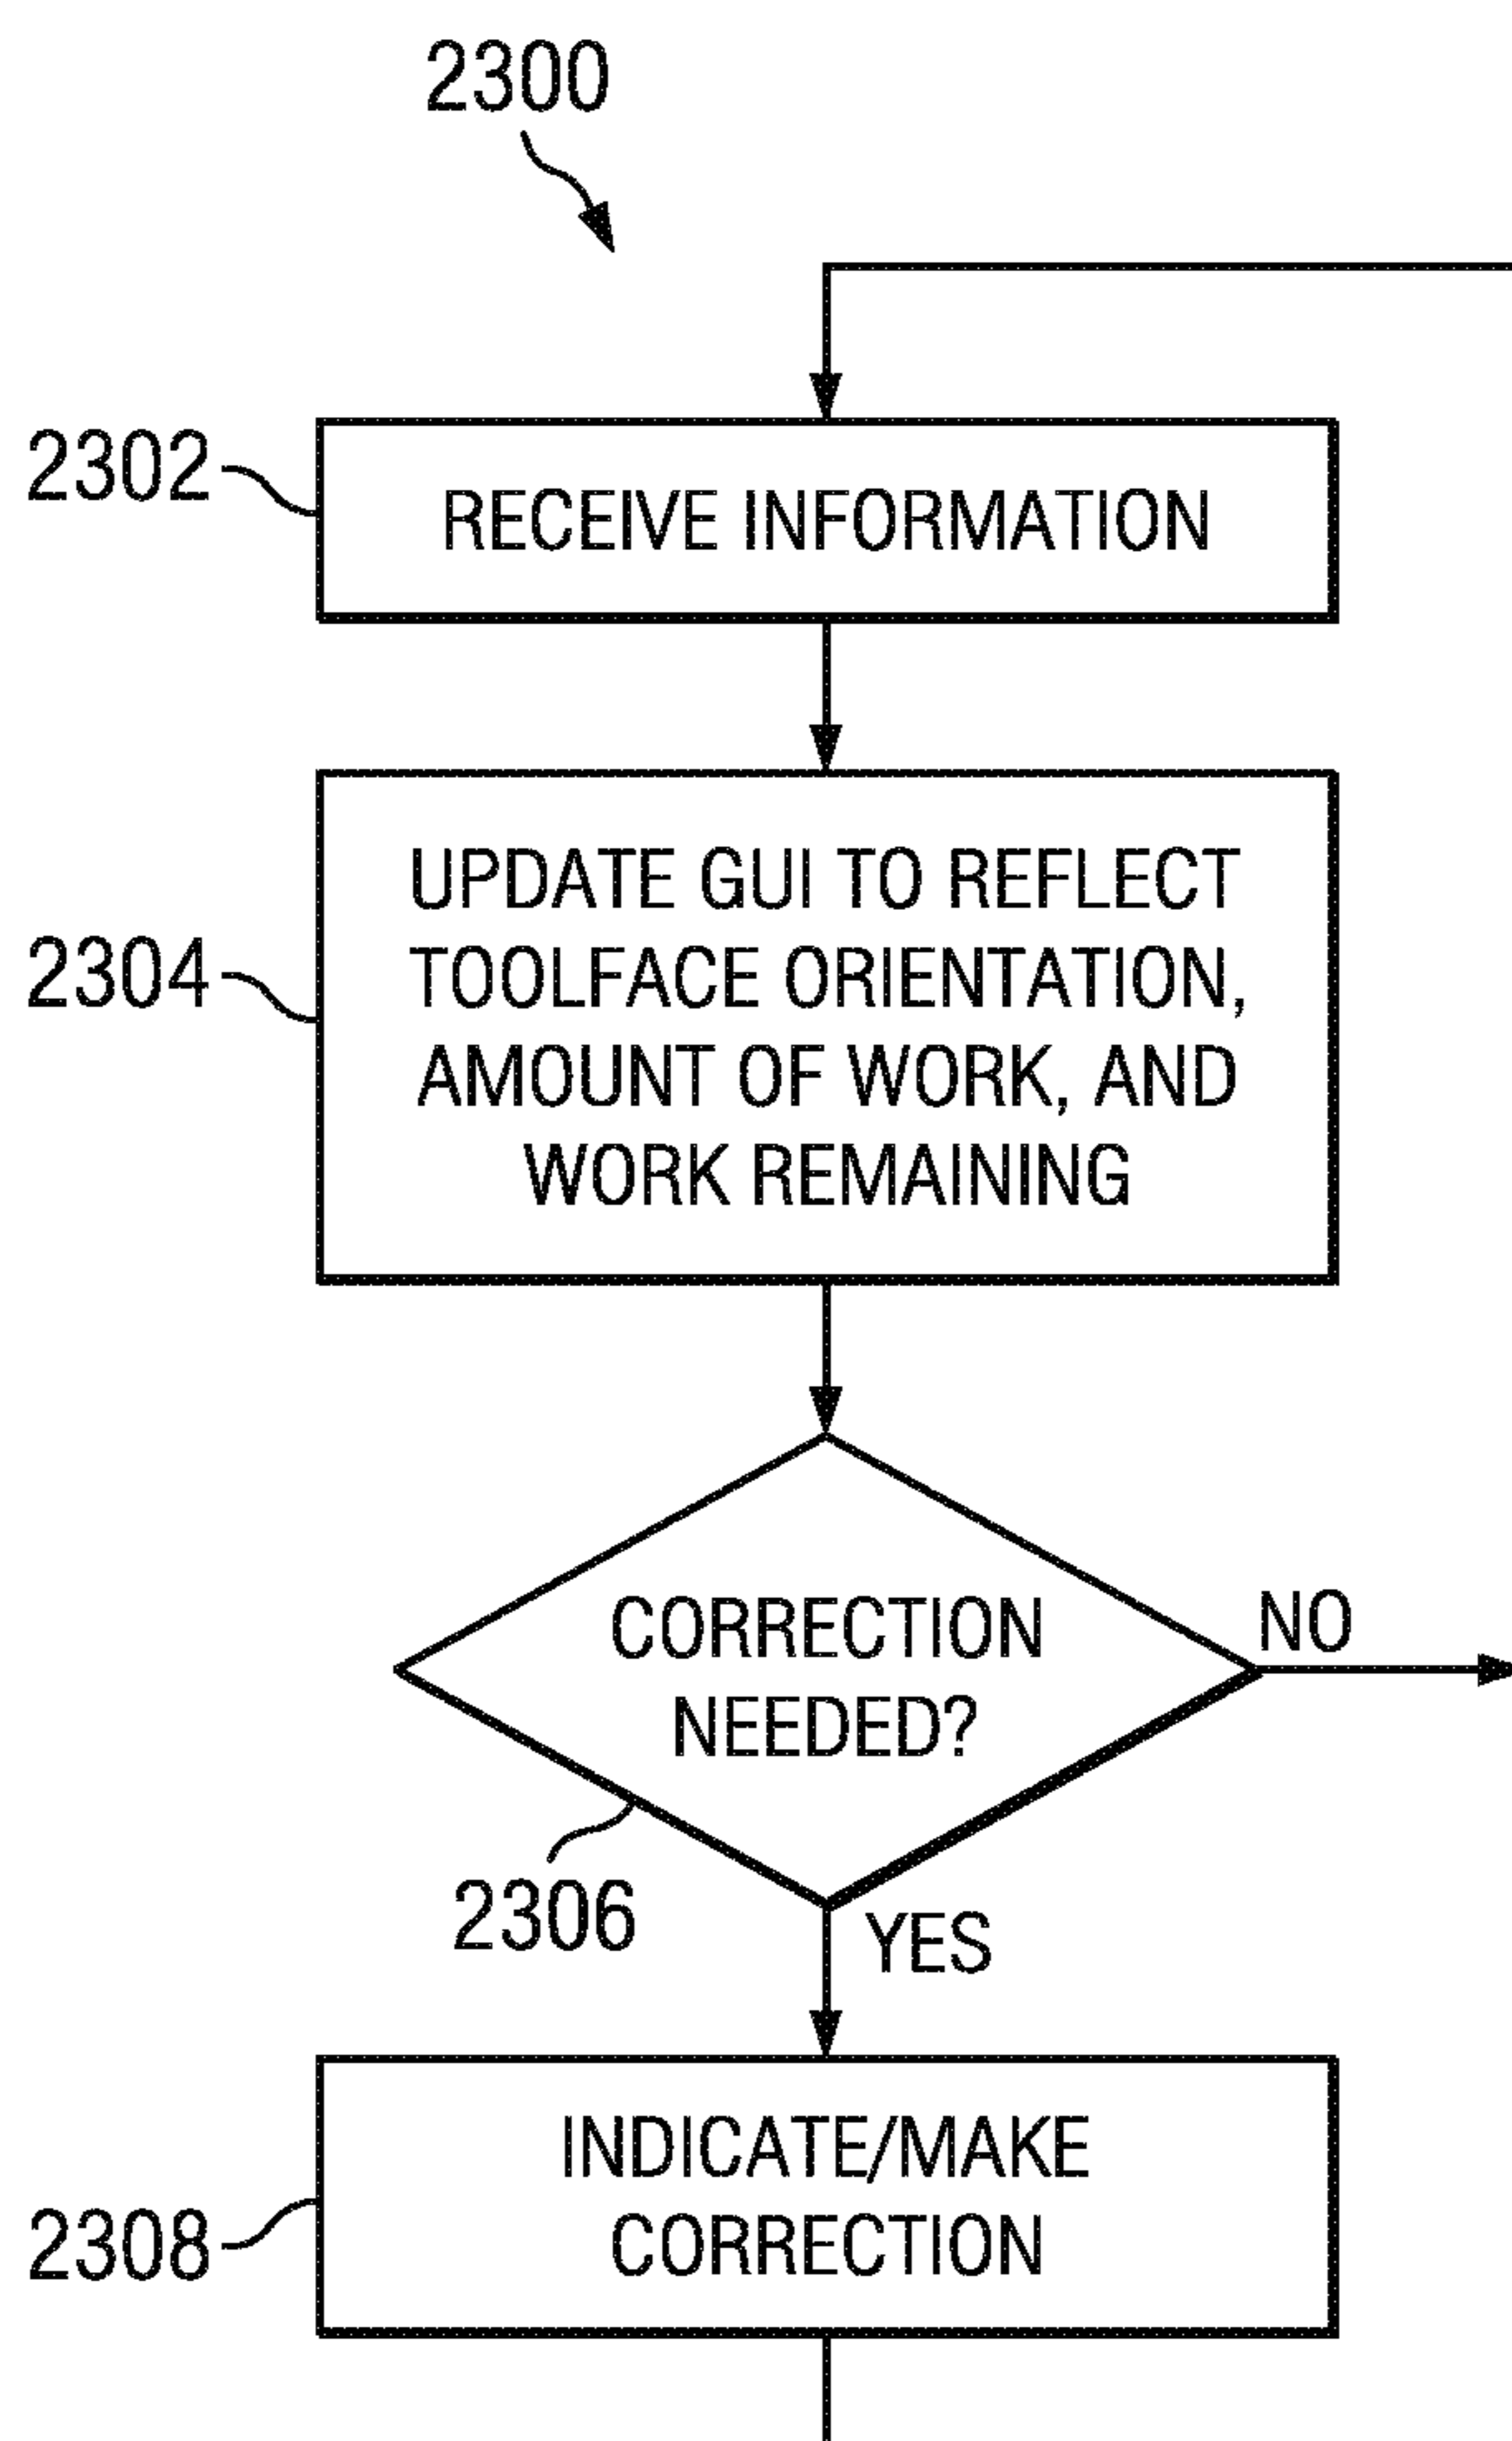 2300
2302
RECEIVE INFORMATION
2304
UPDATE GUI TO REFLECT
TOOLFACE ORIENTATION,
AMOUNT OF WORK, AND
WORK REMAINING
CORRECTION
NEEDED?
NO
2306
YES
2308
INDICATE/MAKE
CORRECTION